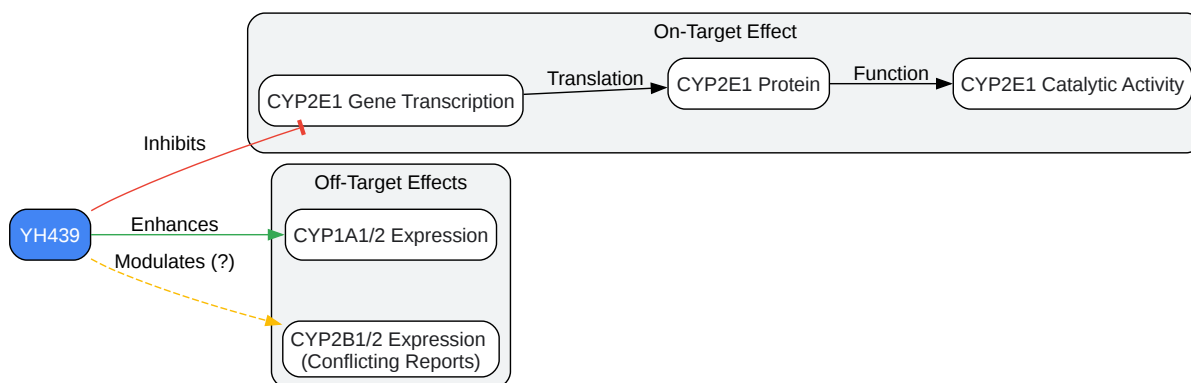 On-Target Effect
CYP2E1 Gene Transcription
Translation
CYP2E1 Protein
Function
CYP2E1 Catalytic Activity
Inhibits
Off-Target Effects
YH439
Enhances
CYP1A1/2 Expression
Modulates (?)
CYP2B1/2 Expression
(Conflicting Reports)